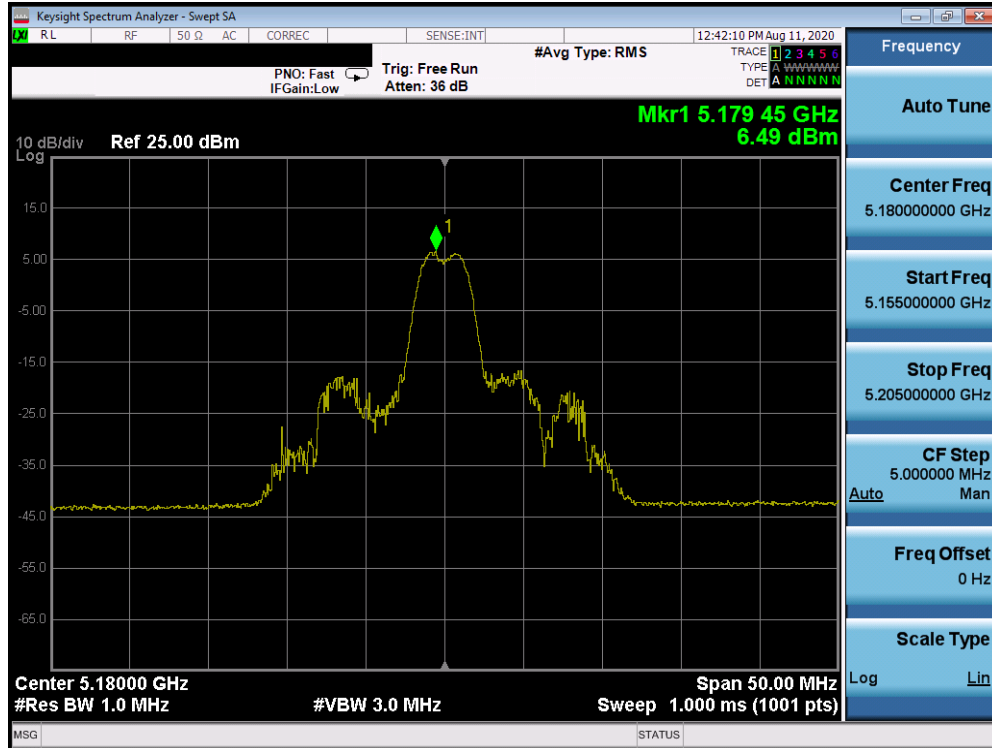 Keysight Spectrum Analyzer - Swept SA
LXI RL RF 50 Ω AC CORREC SENSE:INT 12:42:10 PM Aug 11, 2020
#Avg Type: RMS
TRACE 1 2 3 4 5 6
PNO: Fast Trig: Free Run TYPE A WWWWW
IFGain:Low Atten: 36 dB DET A N N N N N
Mkr1 5.179 45 GHz
6.49 dBm
10 dB/div Ref 25.00 dBm
Log
1
15.0
5.00
-5.00
-15.0
-25.0
-35.0
-45.0
-55.0
-65.0
Center 5.18000 GHz Span 50.00 MHz
#Res BW 1.0 MHz #VBW 3.0 MHz Sweep 1.000 ms (1001 pts)
MSG STATUS
Frequency
Auto Tune
Center Freq
5.180000000 GHz
Start Freq
5.155000000 GHz
Stop Freq
5.205000000 GHz
CF Step
5.000000 MHz
Auto Man
Freq Offset
0 Hz
Scale Type
Log Lin